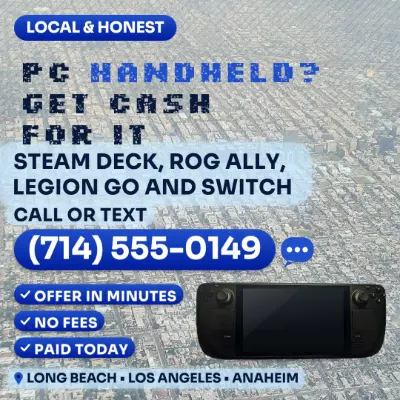 LOCAL & HONEST
PC HANDHELD?
GET CASH
FOR IT
STEAM DECK, ROG ALLY,
LEGION GO AND SWITCH
CALL OR TEXT
(714) 555-0149
✓ OFFER IN MINUTES
✓ NO FEES
✓ PAID TODAY
LONG BEACH • LOS ANGELES • ANAHEIM